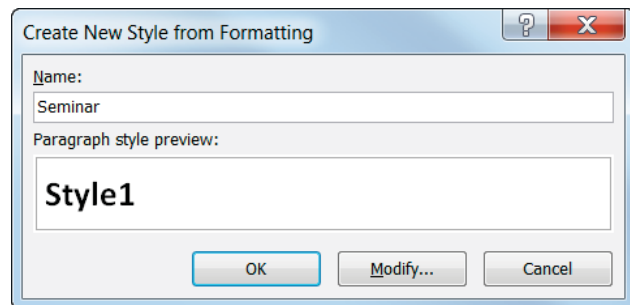 Create New Style from Formatting
Name:
Seminar
Paragraph style preview:
Style1
OK Modify... Cancel